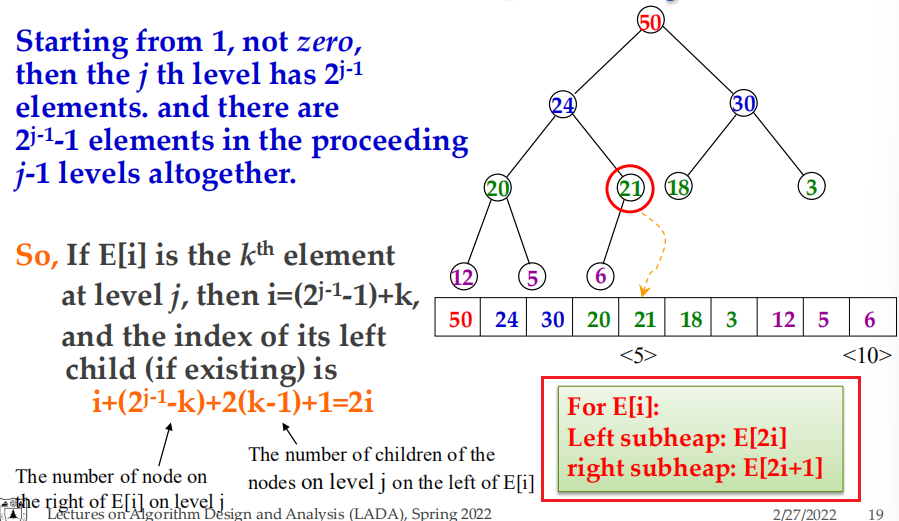 Starting from 1, not zero,
then the j th level has 2^{j-1}
elements. and there are
2^{j-1}-1 elements in the proceeding
j-1 levels altogether.
So, If E[i] is the k^{th} element
at level j, then i=(2^{j-1}-1)+k,
and the index of its left
child (if existing) is
i+(2^{j-1}-k)+2(k-1)+1=2i
The number of node on
the right of E[i] on level j
The number of children of the
nodes on level j on the left of E[i]
50
24 30
20 21 18 3
12 5 6
50 24 30 20 21 18 3 12 5 6
<5> <10>
For E[i]:
Left subheap: E[2i]
right subheap: E[2i+1]
Lectures on Algorithm Design and Analysis (LADA), Spring 2022 2/27/2022 19